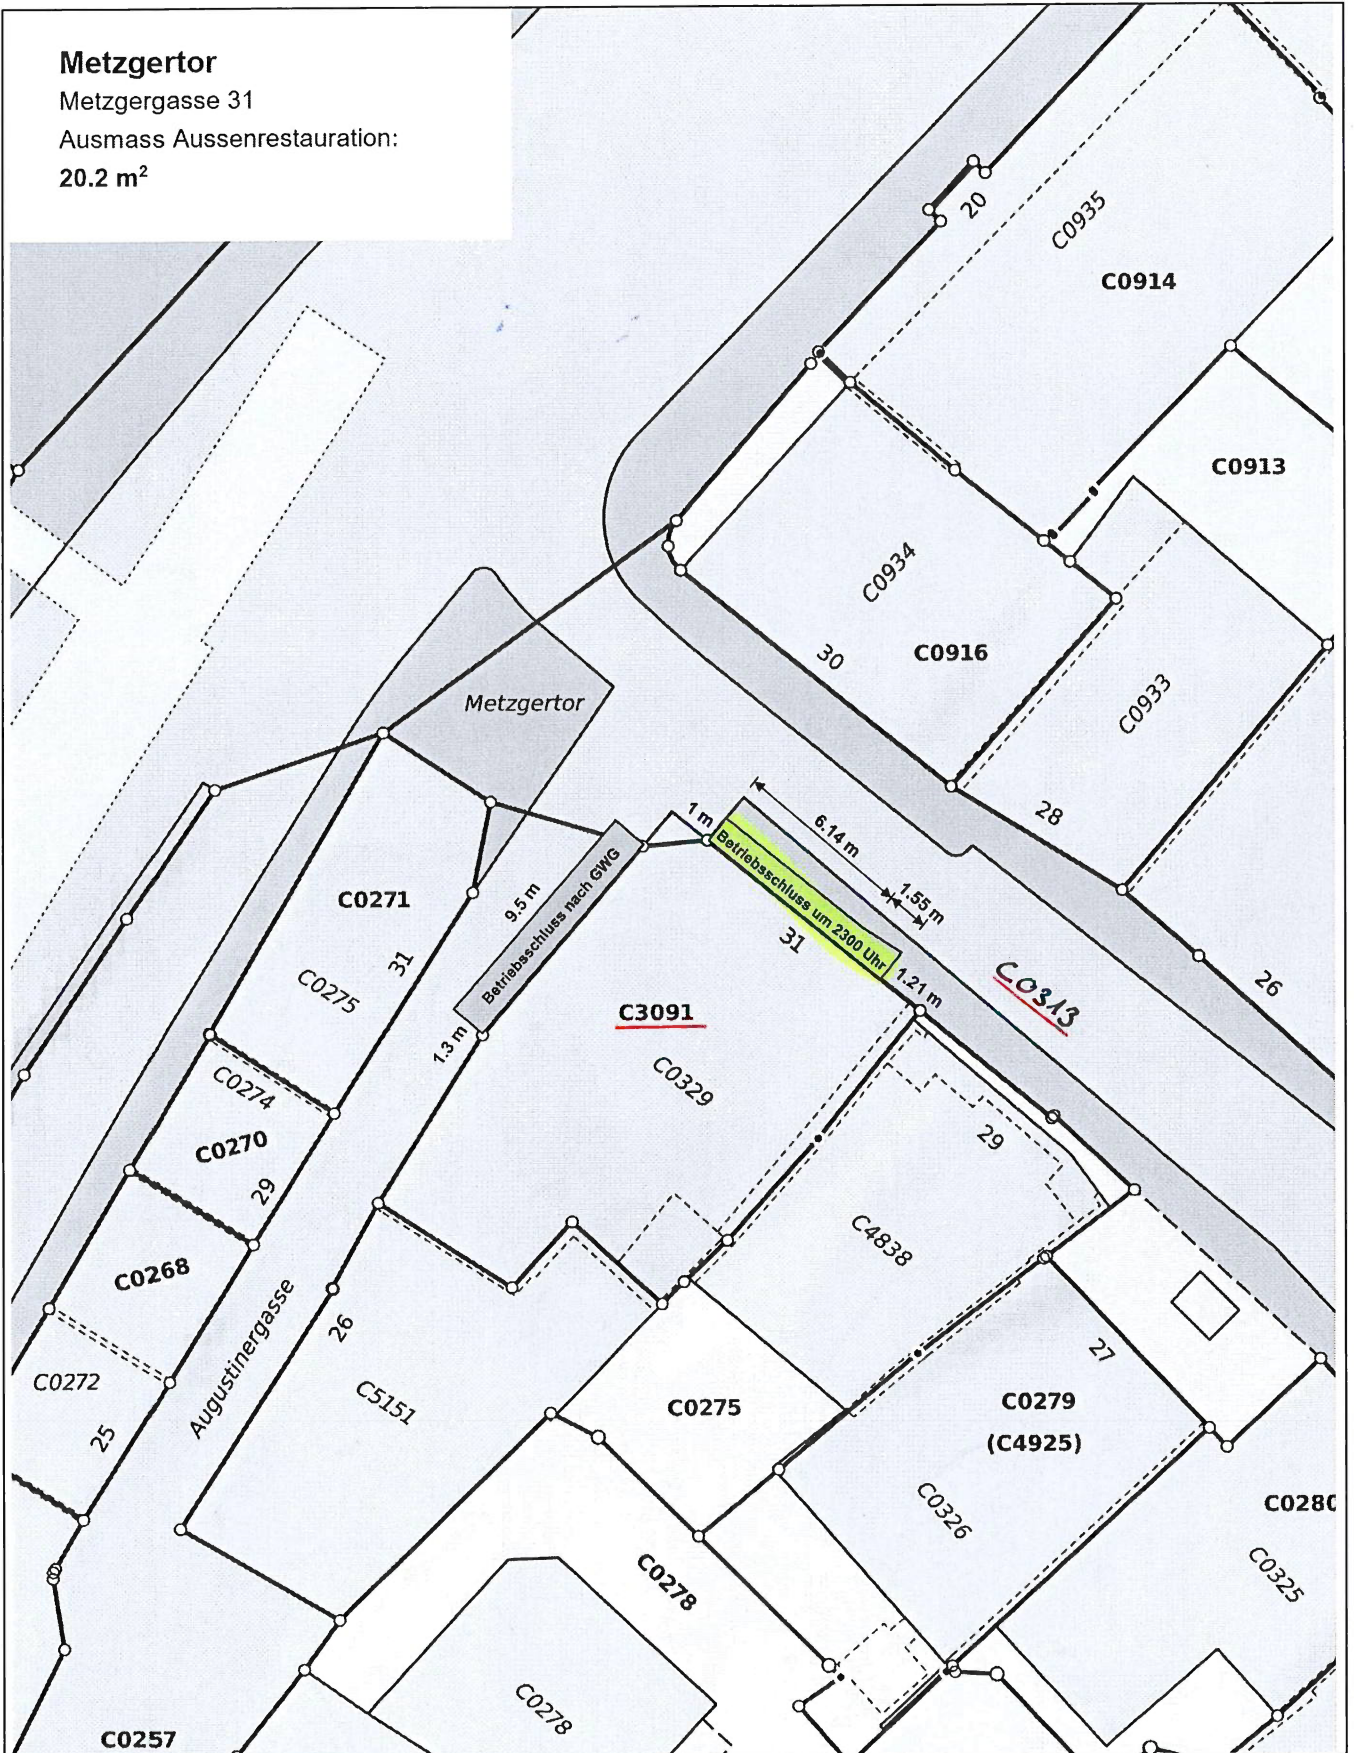 Metzgertor
Metzgergasse 31
Ausmass Aussenrestauration:
20.2 m²
20
C0935
C0914
C0913
C0934
C0916
30
C0933
Metzgertor
28
1 m
6.14 m
1.55 m
Betriebsschluss um 2300 Uhr
1.21 m
31
26
C0313
9.5 m
Betriebsschluss nach GWG
1.3 m
C0271
31
C0275
C3091
C0329
C0274
C0270
29
29
C4838
C0268
26
Augustinergasse
C0272
25
C5151
C0275
27
C0279
(C4925)
C0326
C0280
C0325
C0278
C0278
C0257